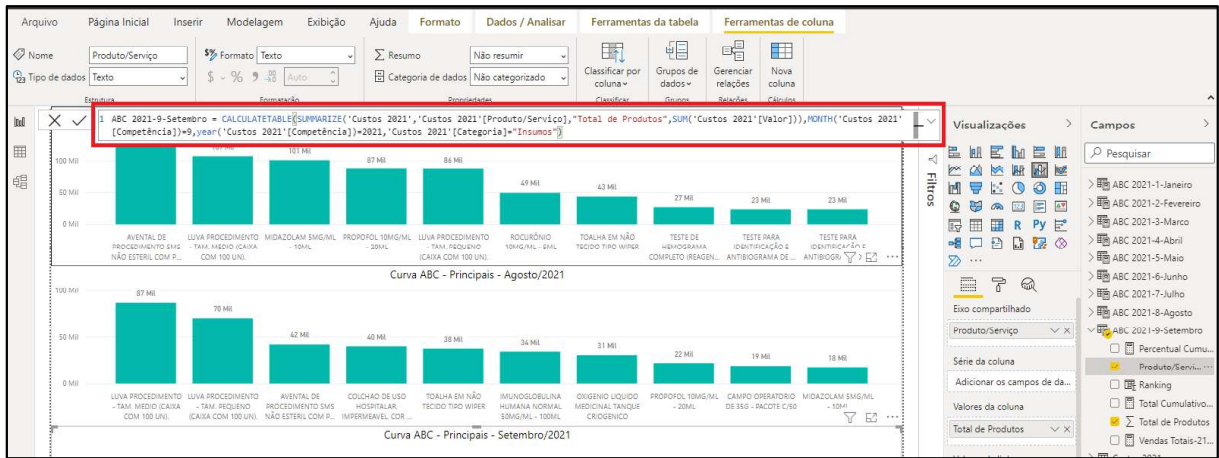 Arquivo Página Inicial Inserir Modelagem Exibição Ajuda Formato Dados / Analisar Ferramentas da tabela Ferramentas de coluna
Nome Produto/Serviço Formato Texto Resumo Não resumir
Tipo de dados Texto $ % Auto Categoria de dados Não categorizado
Classificar por coluna
Grupos de dados
Gerenciar relações
Nova coluna
Estrutura Formatação Propriedades Classificar Grupos Relações Cálculos
1 ABC 2021-9-Setembro = CALCULATETABLE(SUMMARIZE('Custos 2021','Custos 2021'[Produto/Serviço],"Total de Produtos",SUM('Custos 2021'[Valor])),MONTH('Custos 2021'
[Competência])=9,year('Custos 2021'[Competência])=2021,'Custos 2021'[Categoria]="Insumos")
107 Mil 101 Mil 87 Mil 86 Mil 49 Mil 43 Mil 27 Mil 23 Mil 23 Mil
100 Mil
50 Mil
0 Mil
AVENTAL DE PROCEDIMENTO SMS NÃO ESTERIL COM P...
LUVA PROCEDIMENTO - TAM. MEDIO (CAIXA COM 100 UN).
MIDAZOLAM 5MG/ML - 10ML
PROPOFOL 10MG/ML - 20ML
LUVA PROCEDIMENTO - TAM. PEQUENO (CAIXA COM 100 UN).
ROCURÔNIO 10MG/ML - 5ML
TOALHA EM NÃO TECIDO TIPO WIPER
TESTE DE HEMOGRAMA COMPLETO (REAGEN...
TESTE PARA IDENTIFICAÇÃO E ANTIBIOGRAMA DE ...
TESTE PARA IDENTIFICAÇÃO E ANTIBIOGR
Curva ABC - Principais - Agosto/2021
100 Mil
50 Mil
0 Mil
87 Mil 70 Mil 42 Mil 40 Mil 38 Mil 34 Mil 31 Mil 22 Mil 19 Mil 18 Mil
LUVA PROCEDIMENTO - TAM. MEDIO (CAIXA COM 100 UN).
LUVA PROCEDIMENTO - TAM. PEQUENO (CAIXA COM 100 UN).
AVENTAL DE PROCEDIMENTO SMS NÃO ESTERIL COM P...
COLCHAO DE USO HOSPITALAR, IMPERMEAVEL, COR ...
TOALHA EM NÃO TECIDO TIPO WIPER
IMUNOGLOBULINA HUMANA NORMAL 50MG/ML - 100ML
OXIGENIO LIQUIDO MEDICINAL TANQUE CRIOGENICO
PROPOFOL 10MG/ML - 20ML
CAMPO OPERATORIO DE 35G - PACOTE C/50
MIDAZOLAM 5MG/ML - 10ML
Curva ABC - Principais - Setembro/2021
Filtros
Visualizações
R Py
Eixo compartilhado
Produto/Serviço
Série da coluna
Adicionar os campos de da...
Valores da coluna
Total de Produtos
Campos
Pesquisar
ABC 2021-1-Janeiro
ABC 2021-2-Fevereiro
ABC 2021-3-Marco
ABC 2021-4-Abril
ABC 2021-5-Maio
ABC 2021-6-Junho
ABC 2021-7-Julho
ABC 2021-8-Agosto
ABC 2021-9-Setembro
Percentual Cumu...
Produto/Servi...
Ranking
Total Cumulativo...
Total de Produtos
Vendas Totais-21...